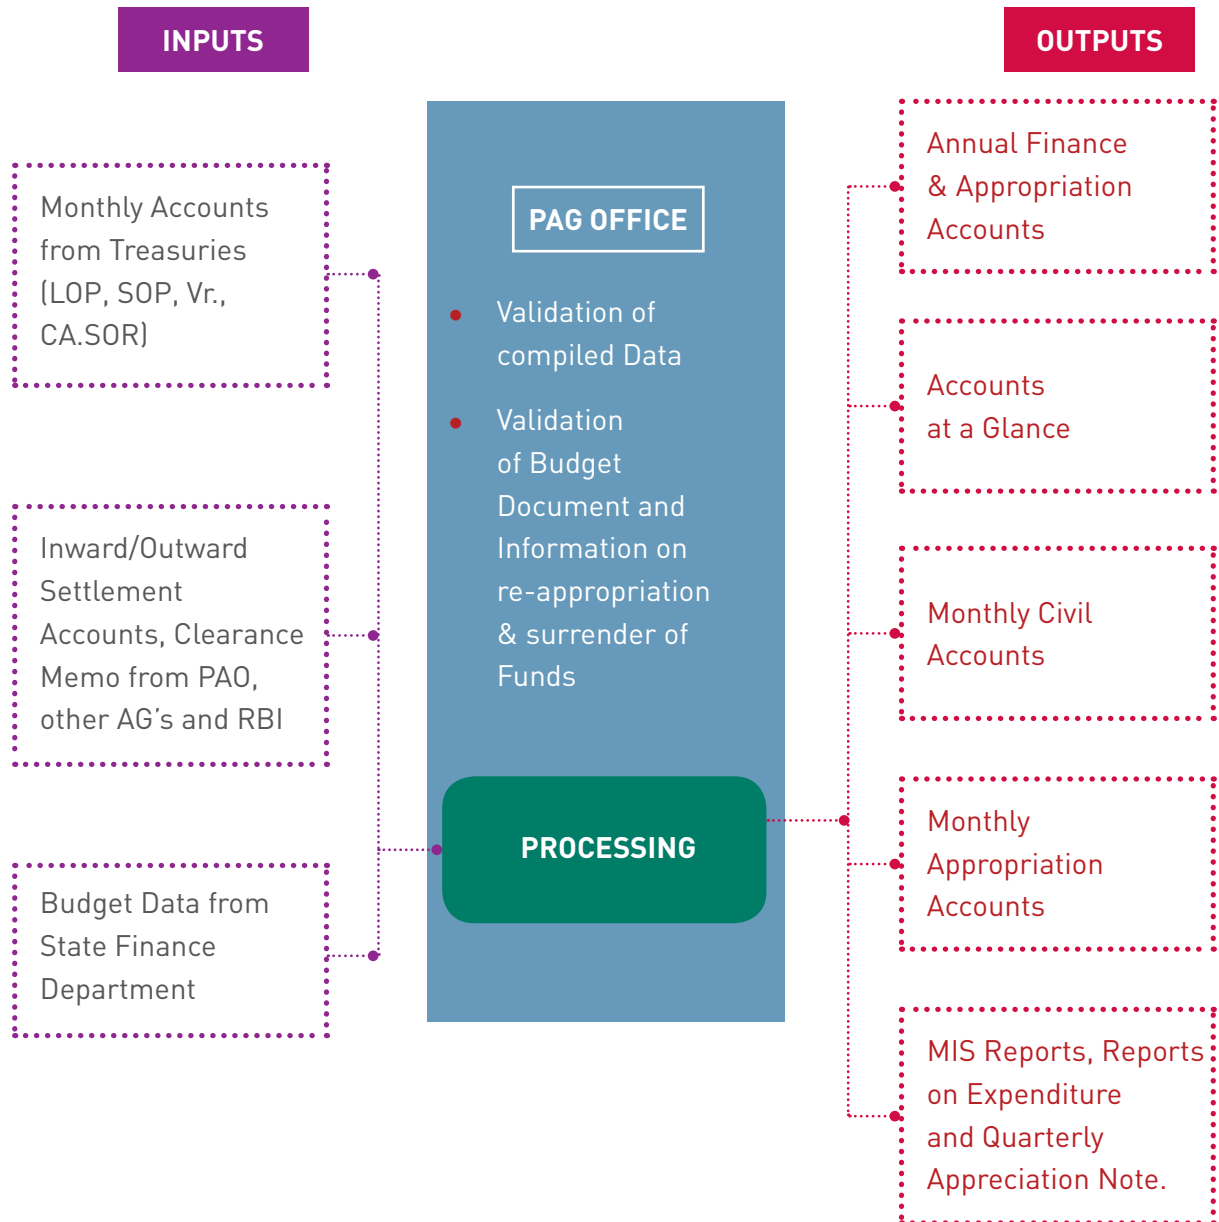 INPUTS
Monthly Accounts
from Treasuries
(LOP, SOP, Vr.,
CA.SOR)
Inward/Outward
Settlement
Accounts, Clearance
Memo from PAO,
other AG’s and RBI
Budget Data from
State Finance
Department
PAG OFFICE
Validation of
compiled Data
Validation
of Budget
Document and
Information on
re-appropriation
& surrender of
Funds
PROCESSING
OUTPUTS
Annual Finance
& Appropriation
Accounts
Accounts
at a Glance
Monthly Civil
Accounts
Monthly
Appropriation
Accounts
MIS Reports, Reports
on Expenditure
and Quarterly
Appreciation Note.